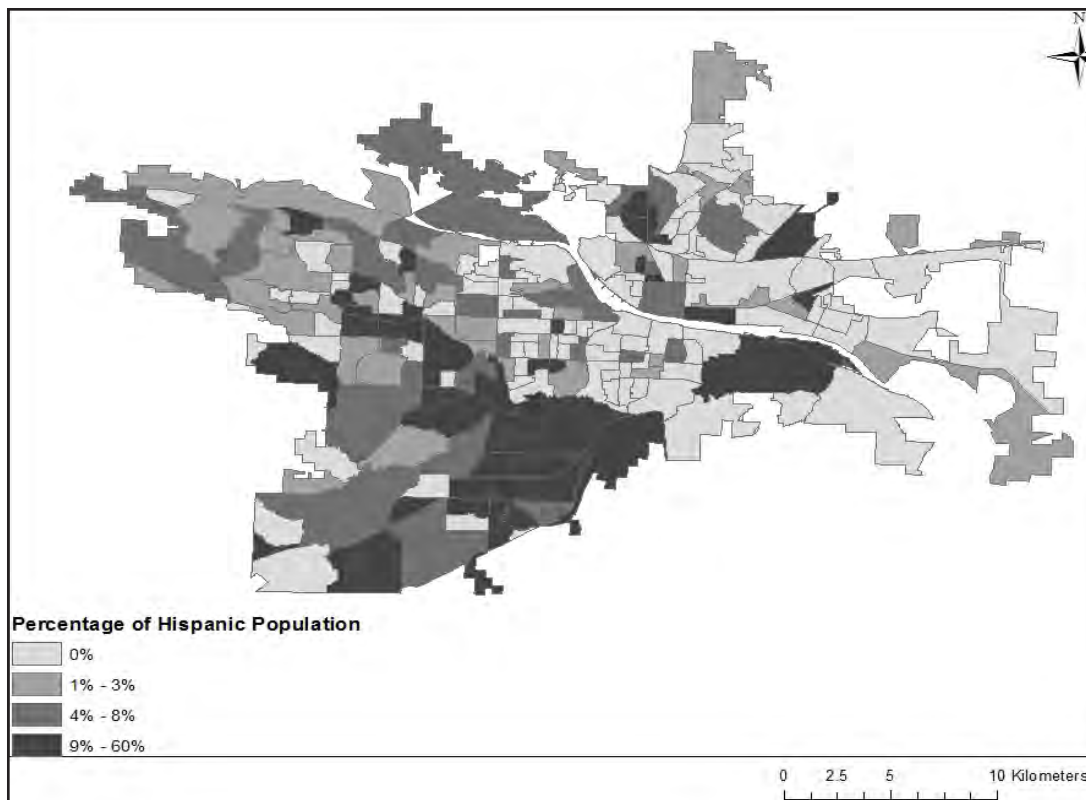 N
Percentage of Hispanic Population
0%
1% - 3%
4% - 8%
9% - 60%
0 2.5 5 10 Kilometers